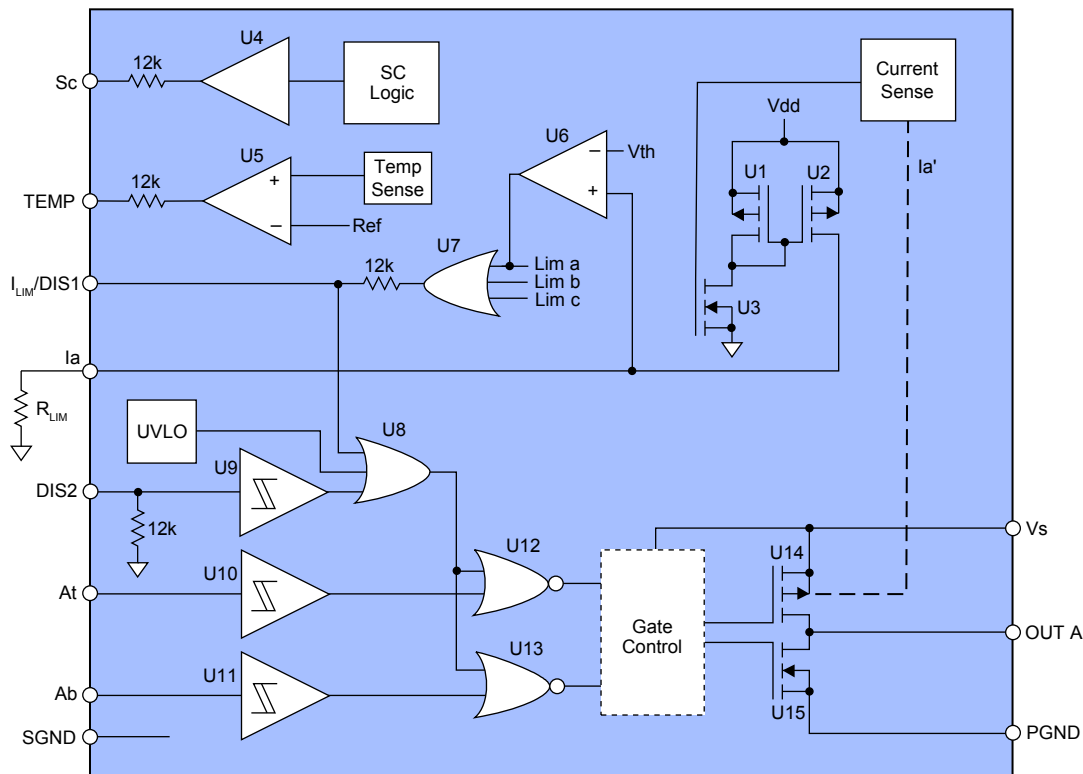 U4
12k
Sc
SC
Logic
Current
Sense
Vdd
U6
Vth
−
+
U5
12k
TEMP
+
−
Temp
Sense
Ref
U1
U2
Ia'
U7
12k
ILIM/DIS1
Lim a
Lim b
Lim c
U3
Ia
RLIM
UVLO
U8
U9
DIS2
12k
Vs
U12
U14
U10
At
Gate
Control
OUT A
U13
U11
Ab
U15
SGND
PGND